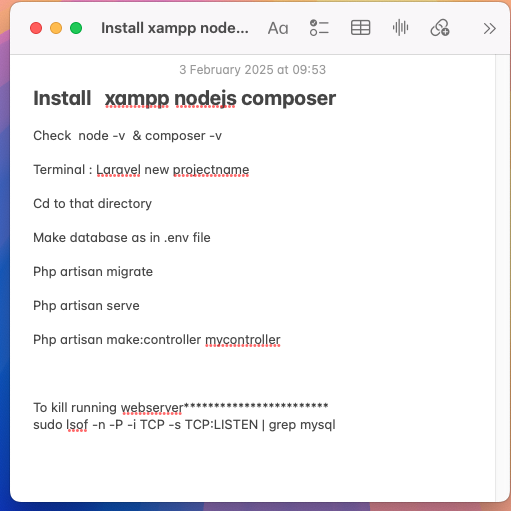 Install xampp node...
Aa
3 February 2025 at 09:53
Install   xampp nodejs composer
Check  node -v  & composer -v
Terminal : Laravel new projectname
Cd to that directory
Make database as in .env file
Php artisan migrate
Php artisan serve
Php artisan make:controller mycontroller
To kill running webserver************************
sudo lsof -n -P -i TCP -s TCP:LISTEN | grep mysql